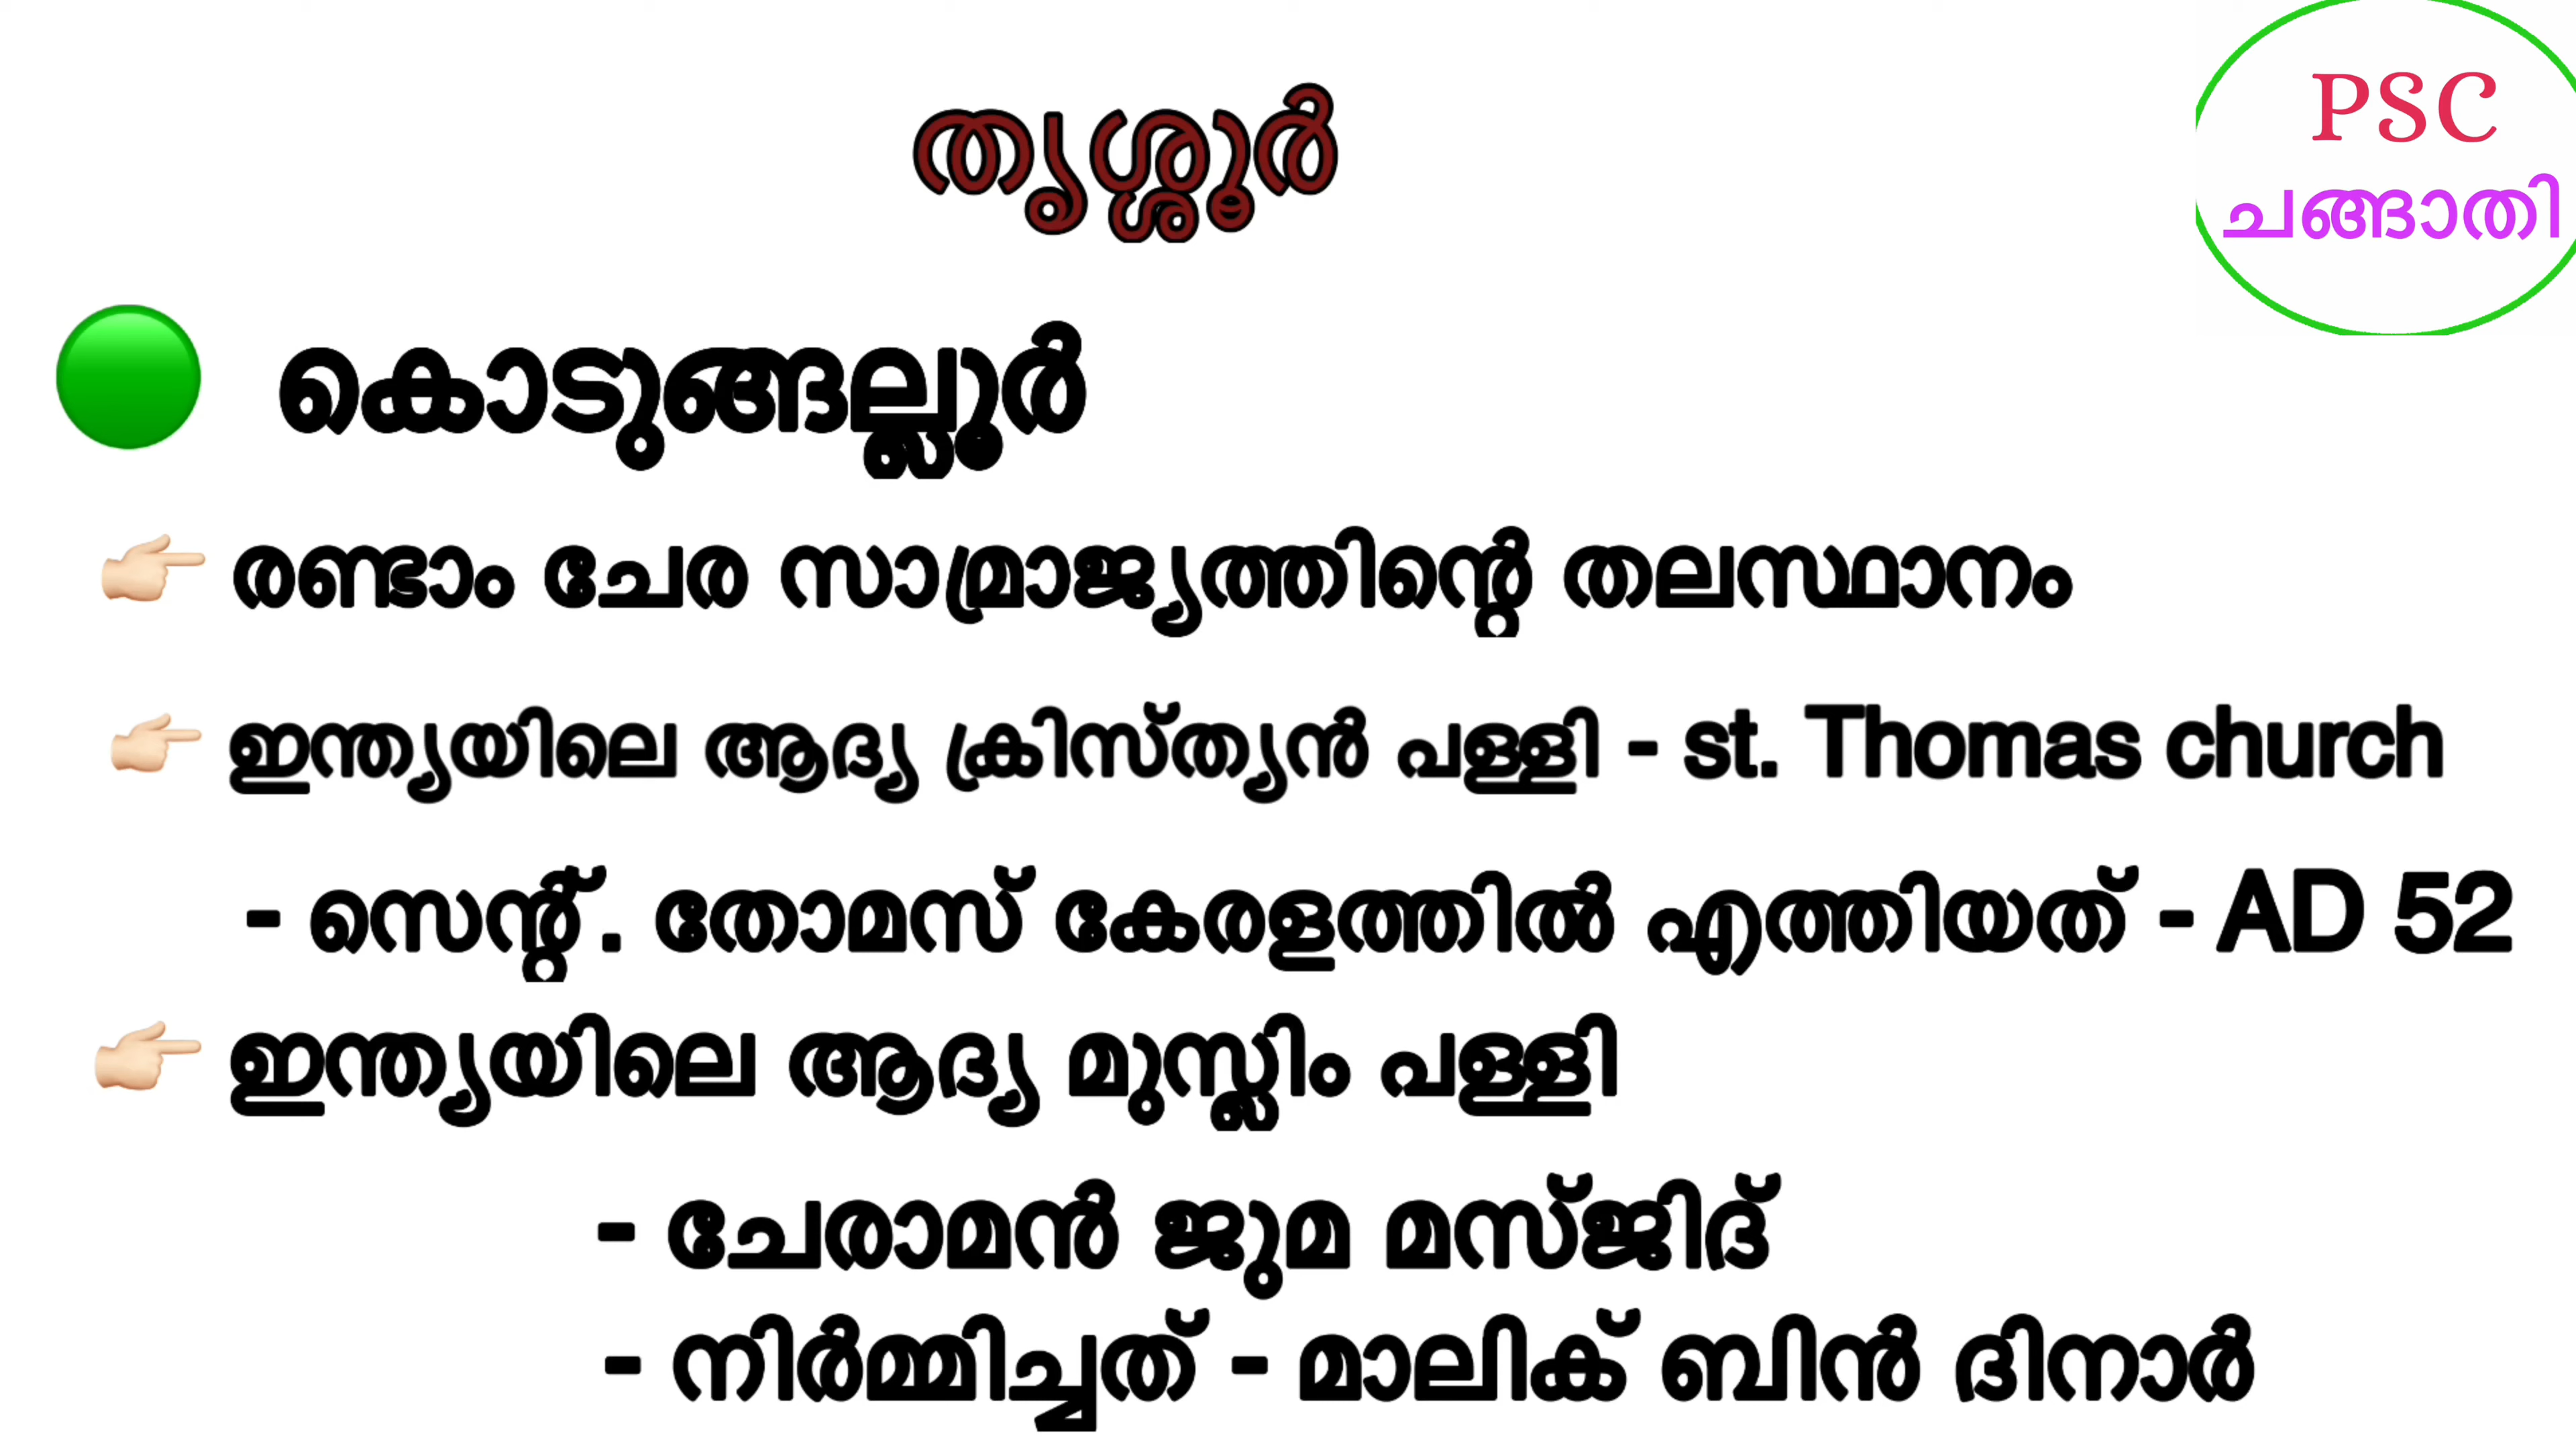 PSC
ചങ്ങാതി
തൃശ്ശൂർ
കൊടുങ്ങല്ലൂർ
രണ്ടാം ചേര സാമ്രാജ്യത്തിന്റെ തലസ്ഥാനം
ഇന്ത്യയിലെ ആദ്യ ക്രിസ്ത്യൻ പള്ളി - st. Thomas church
- സെന്റ്. തോമസ് കേരളത്തിൽ എത്തിയത് - AD 52
ഇന്ത്യയിലെ ആദ്യ മുസ്ലിം പള്ളി
- ചേരാമൻ ജുമ മസ്ജിദ്
- നിർമ്മിച്ചത് - മാലിക് ബിൻ ദിനാർ